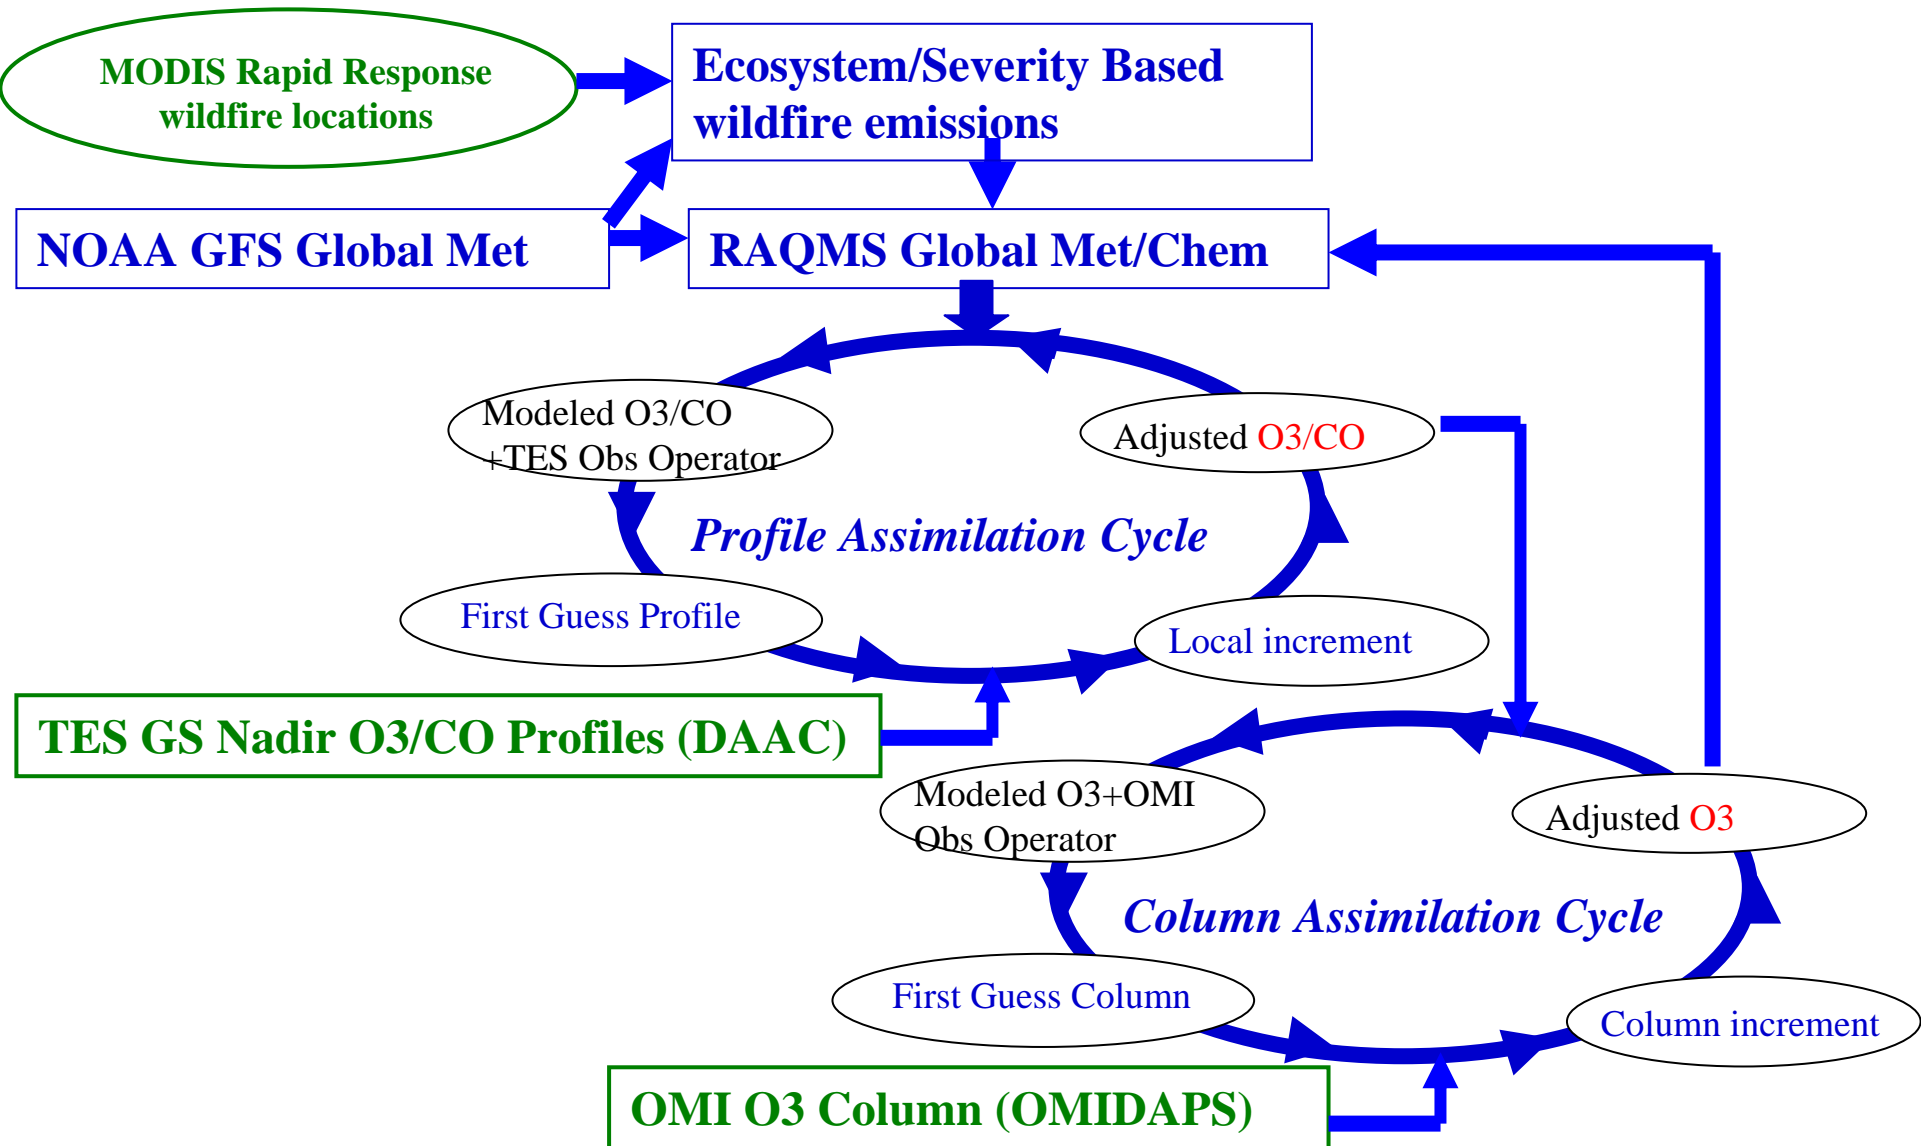 MODIS Rapid Response
wildfire locations
Ecosystem/Severity Based
wildfire emissions
NOAA GFS Global Met
RAQMS Global Met/Chem
Modeled O3/CO
+TES Obs Operator
Adjusted O3/CO
Profile Assimilation Cycle
First Guess Profile
Local increment
TES GS Nadir O3/CO Profiles (DAAC)
Modeled O3+OMI
Obs Operator
Adjusted O3
Column Assimilation Cycle
First Guess Column
Column increment
OMI O3 Column (OMIDAPS)